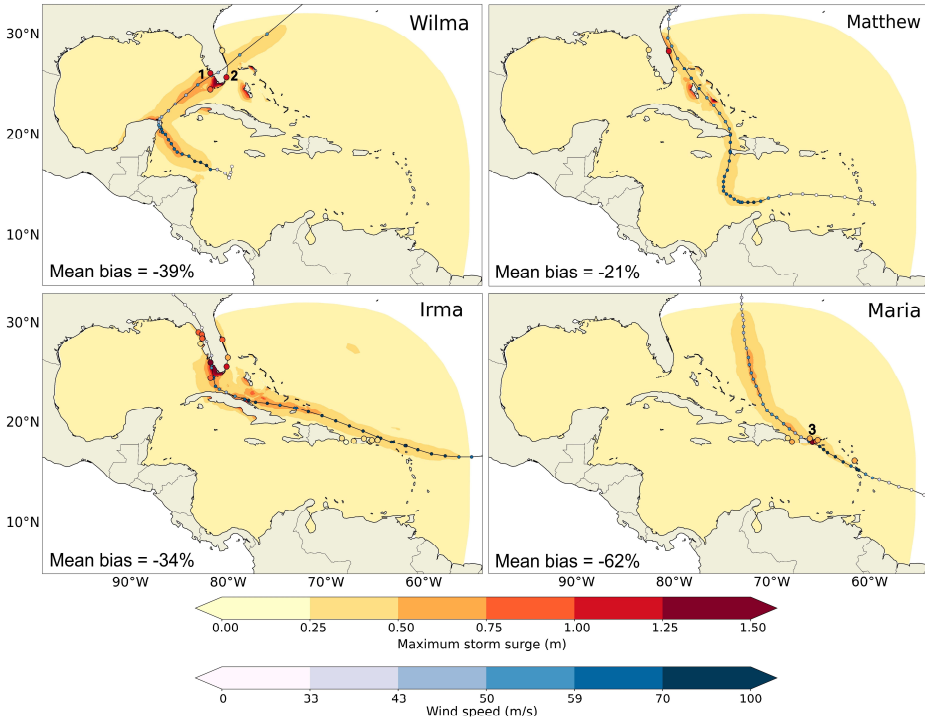 Wilma
Matthew
30°N
1
2
20°N
10°N
Mean bias = -39%
Mean bias = -21%
Irma
Maria
30°N
20°N
3
10°N
Mean bias = -34%
Mean bias = -62%
90°W 80°W 70°W 80°W 70°W 60°W
0.00 0.25 0.50 0.75 1.00 1.25 1.50
Maximum storm surge (m)
0 33 43 50 59 70 100
Wind speed (m/s)